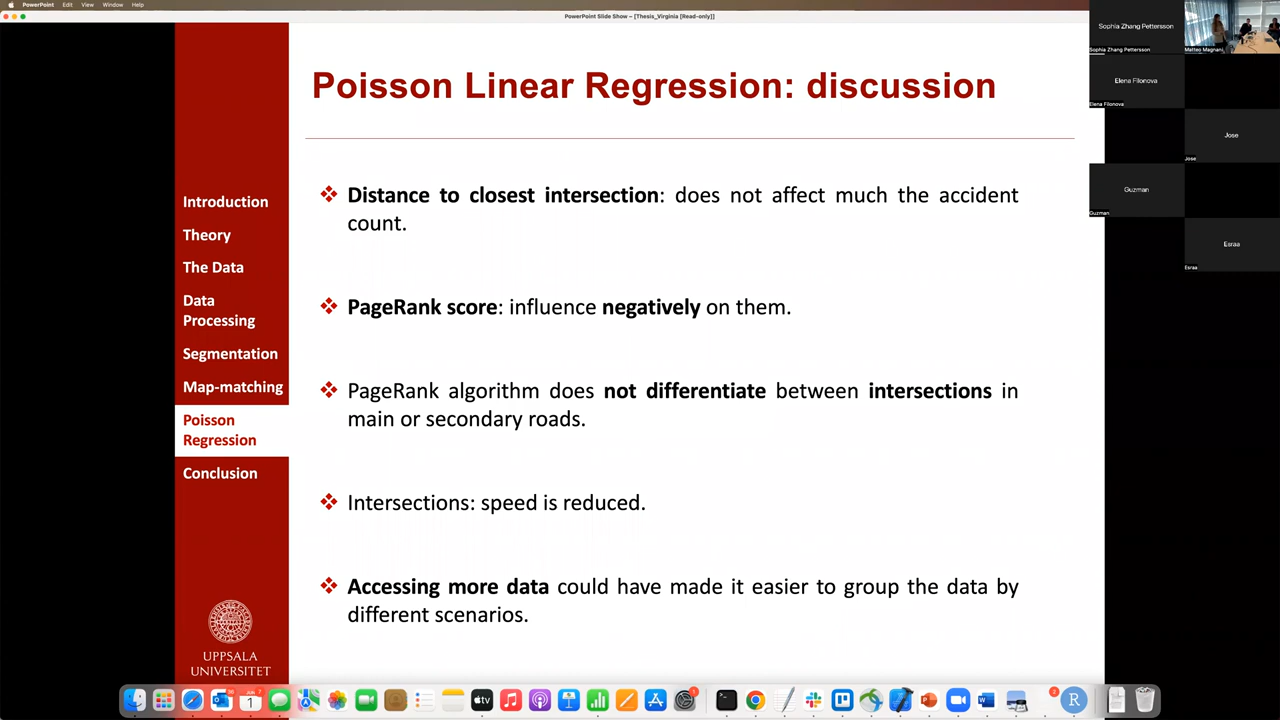 PowerPoint Edit View Window Help
PowerPoint Slide Show – [Thesis_Virginia [Read-only]]
Poisson Linear Regression: discussion
Introduction
Theory
The Data
Data
Processing
Segmentation
Map-matching
Poisson
Regression
Conclusion
UPPSALA
UNIVERSITET
❖ Distance to closest intersection: does not affect much the accident
count.
❖ PageRank score: influence negatively on them.
❖ PageRank algorithm does not differentiate between intersections in
main or secondary roads.
❖ Intersections: speed is reduced.
❖ Accessing more data could have made it easier to group the data by
different scenarios.
Sophia Zhang Pettersson
Sophia Zhang Pettersson
Matteo Magnani
Elena Filonova
Elena Filonova
Jose
Jose
Guzman
Guzman
Esraa
Esraa
tv